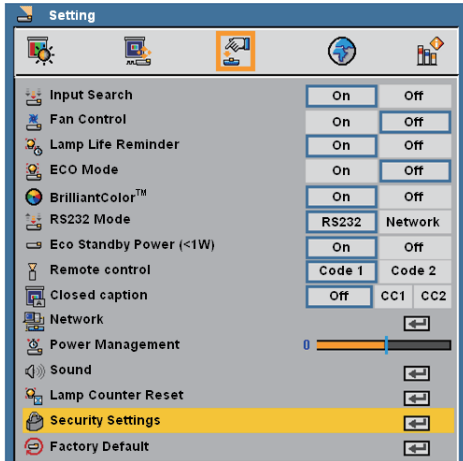 Setting
Input Search On Off
Fan Control On Off
Lamp Life Reminder On Off
ECO Mode On Off
BrilliantColor™ On Off
RS232 Mode RS232 Network
Eco Standby Power (<1W) On Off
Remote control Code 1 Code 2
Closed caption Off CC1 CC2
Network
Power Management 0
Sound
Lamp Counter Reset
Security Settings
Factory Default